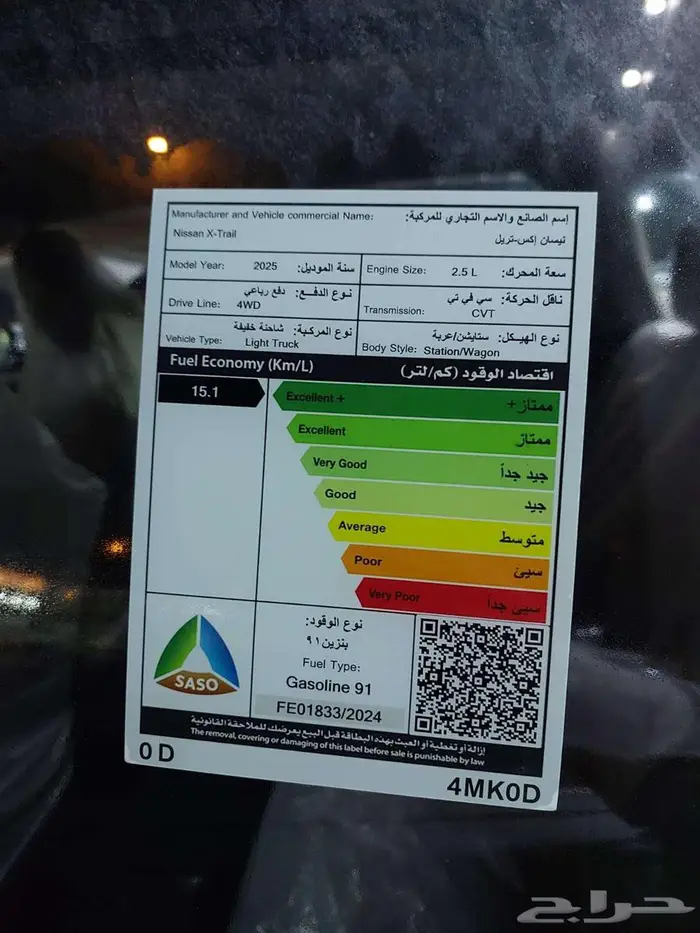 Manufacturer and Vehicle commercial Name: إسم الصانع والاسم التجاري للمركبة:
Nissan X-Trail نيسان إكس-تريل
Model Year: 2025 سنة الموديل:
Engine Size: 2.5 L سعة المحرك:
Drive Line: دفع رباعي نوع الدفع:
4WD
Transmission: سي في تي ناقل الحركة:
CVT
Vehicle Type: شاحنة خفيفة نوع المركبة:
Light Truck
Body Style: ستايشن/عربة نوع الهيكل:
Station/Wagon
Fuel Economy (Km/L) اقتصاد الوقود (كم/لتر)
15.1
Excellent + ممتاز+
Excellent ممتاز
Very Good جيد جداً
Good جيد
Average متوسط
Poor سيئ
Very Poor سيئ جداً
SASO
نوع الوقود:
بنزين ٩١
Fuel Type:
Gasoline 91
FE01833/2024
إزالة أو تغطية أو العبث بهذه البطاقة قبل البيع يعرضك للملاحقة القانونية
The removal, covering or damaging of this label before sale is punishable by law
0 D
4MK0D
حراج